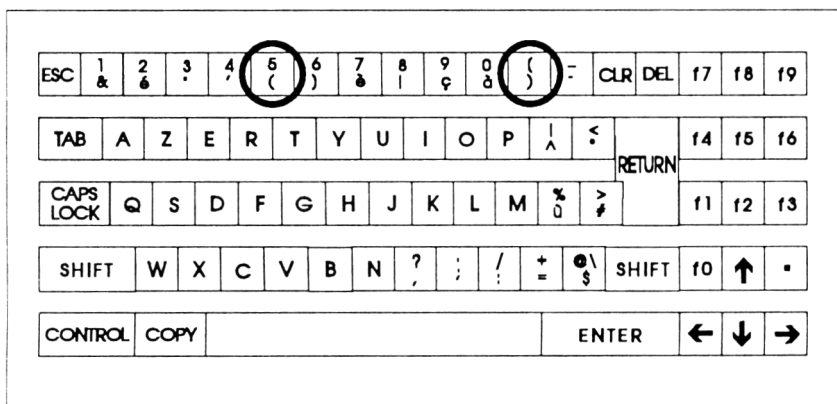 ESC 1 & 2 é 3 " 4 ' 5 ( 6 ) 7 è 8 | 9 ç 0 à ( ) - CLR DEL f7 f8 f9
TAB A Z E R T Y U I O P | ^ < * RETURN f4 f5 f6
CAPS LOCK Q S D F G H J K L M % ù > # f1 f2 f3
SHIFT W X C V B N ? , . ; / : + = @ \ $ SHIFT f0 ↑ .
CONTROL COPY ENTER ← ↓ →